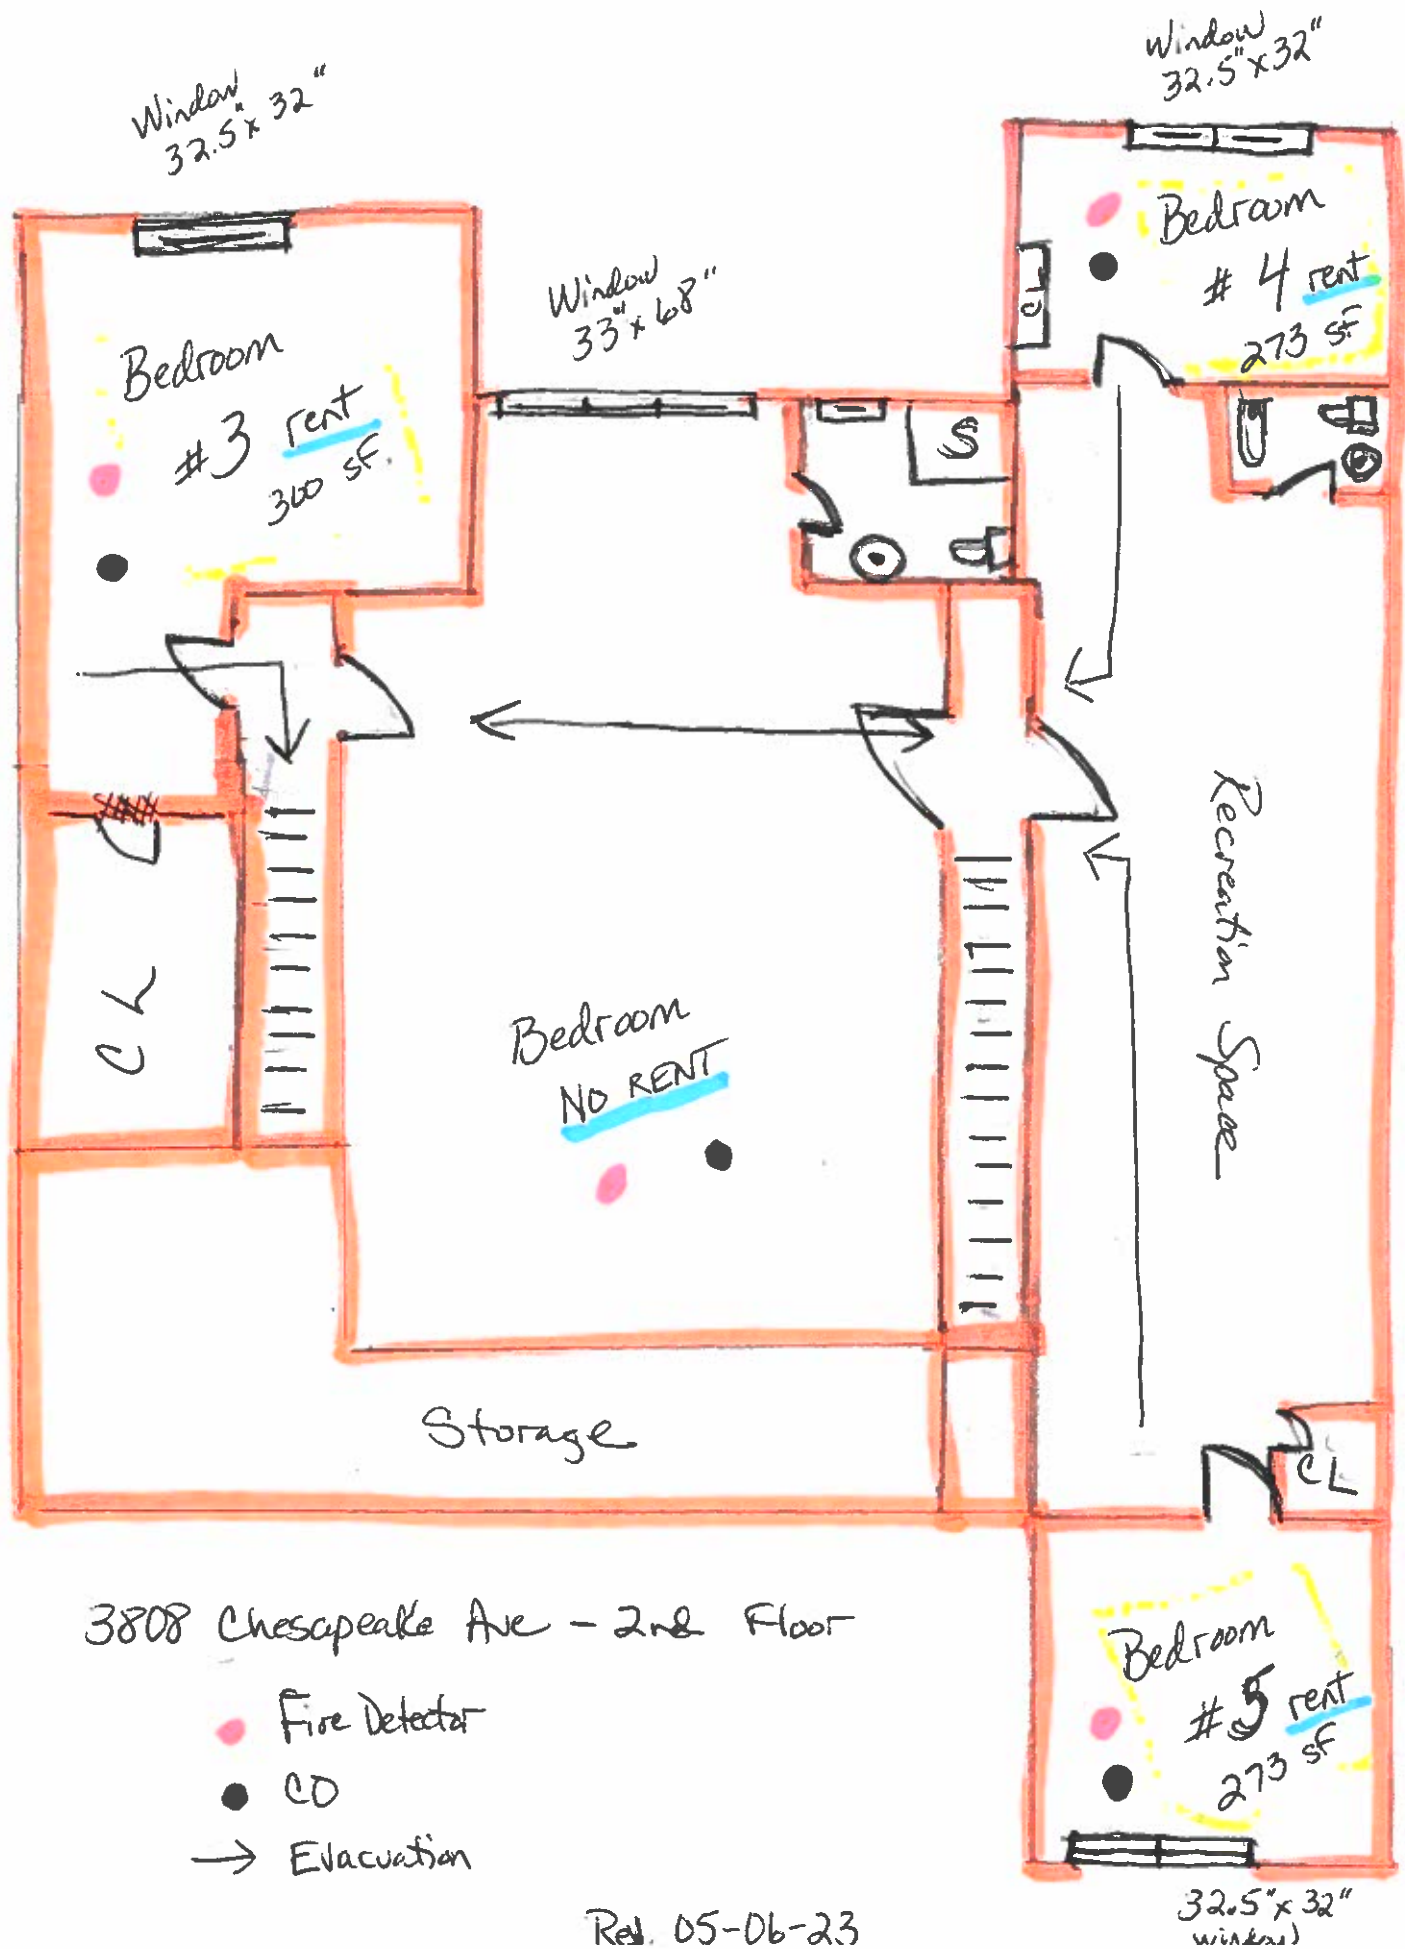 Window
32.5" x 32"
Window
32.5" x 32"
Window
33" x 68"
Bedroom
#3 rent
300 sf.
Bedroom
# 4 rent
273 sf
CL
S
CL
Bedroom
NO RENT
Recreation Space
Storage
CL
Bedroom
#5 rent
273 sf
32.5" x 32"
window
3808 Chesapeake Ave - 2nd Floor
Fire Detector
CO
Evacuation
Rev. 05-06-23